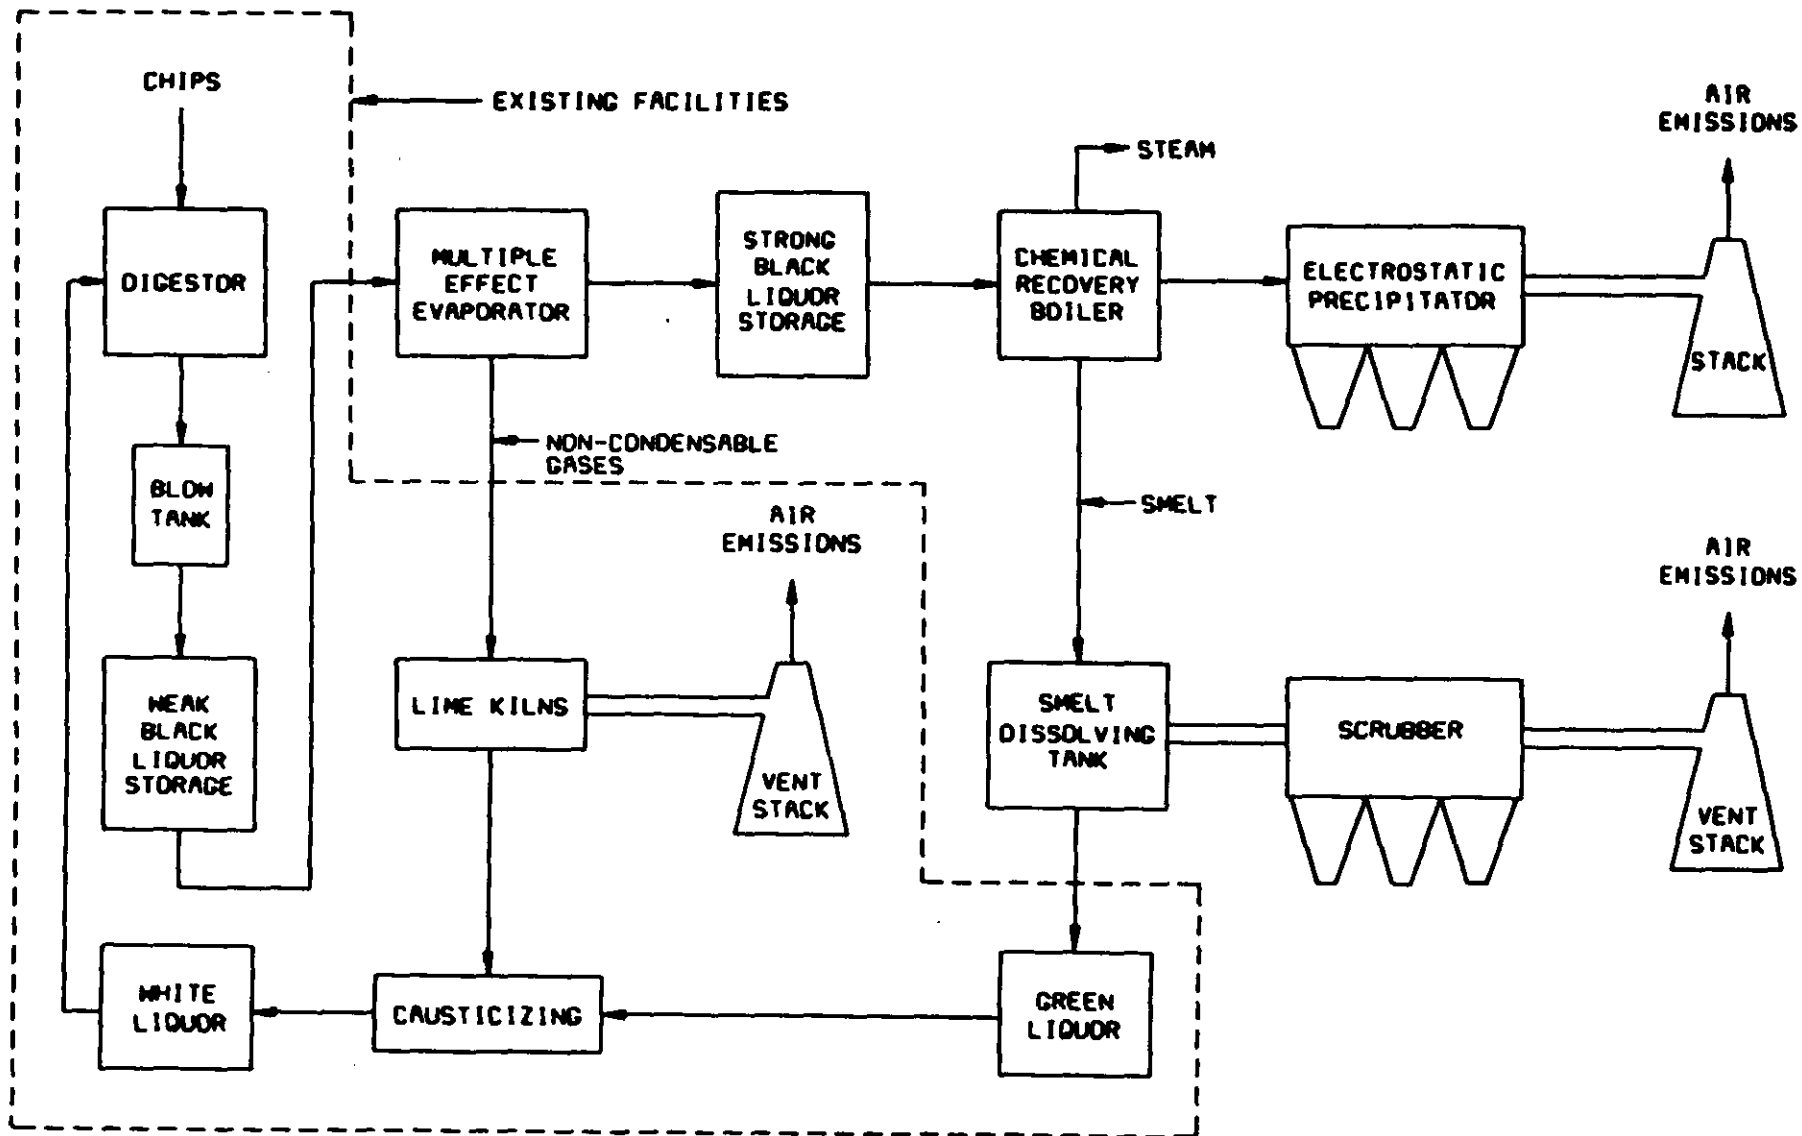 CHIPS
EXISTING FACILITIES
AIR
EMISSIONS
STEAM
DIGESTOR
MULTIPLE
EFFECT
EVAPORATOR
STRONG
BLACK
LIQUOR
STORAGE
CHEMICAL
RECOVERY
BOILER
ELECTROSTATIC
PRECIPITATOR
STACK
NON-CONDENSABLE
GASES
BLOW
TANK
SMELT
AIR
EMISSIONS
AIR
EMISSIONS
WEAK
BLACK
LIQUOR
STORAGE
LIME KILNS
VENT
STACK
SMELT
DISSOLVING
TANK
SCRUBBER
VENT
STACK
WHITE
LIQUOR
CAUSTICIZING
GREEN
LIQUOR